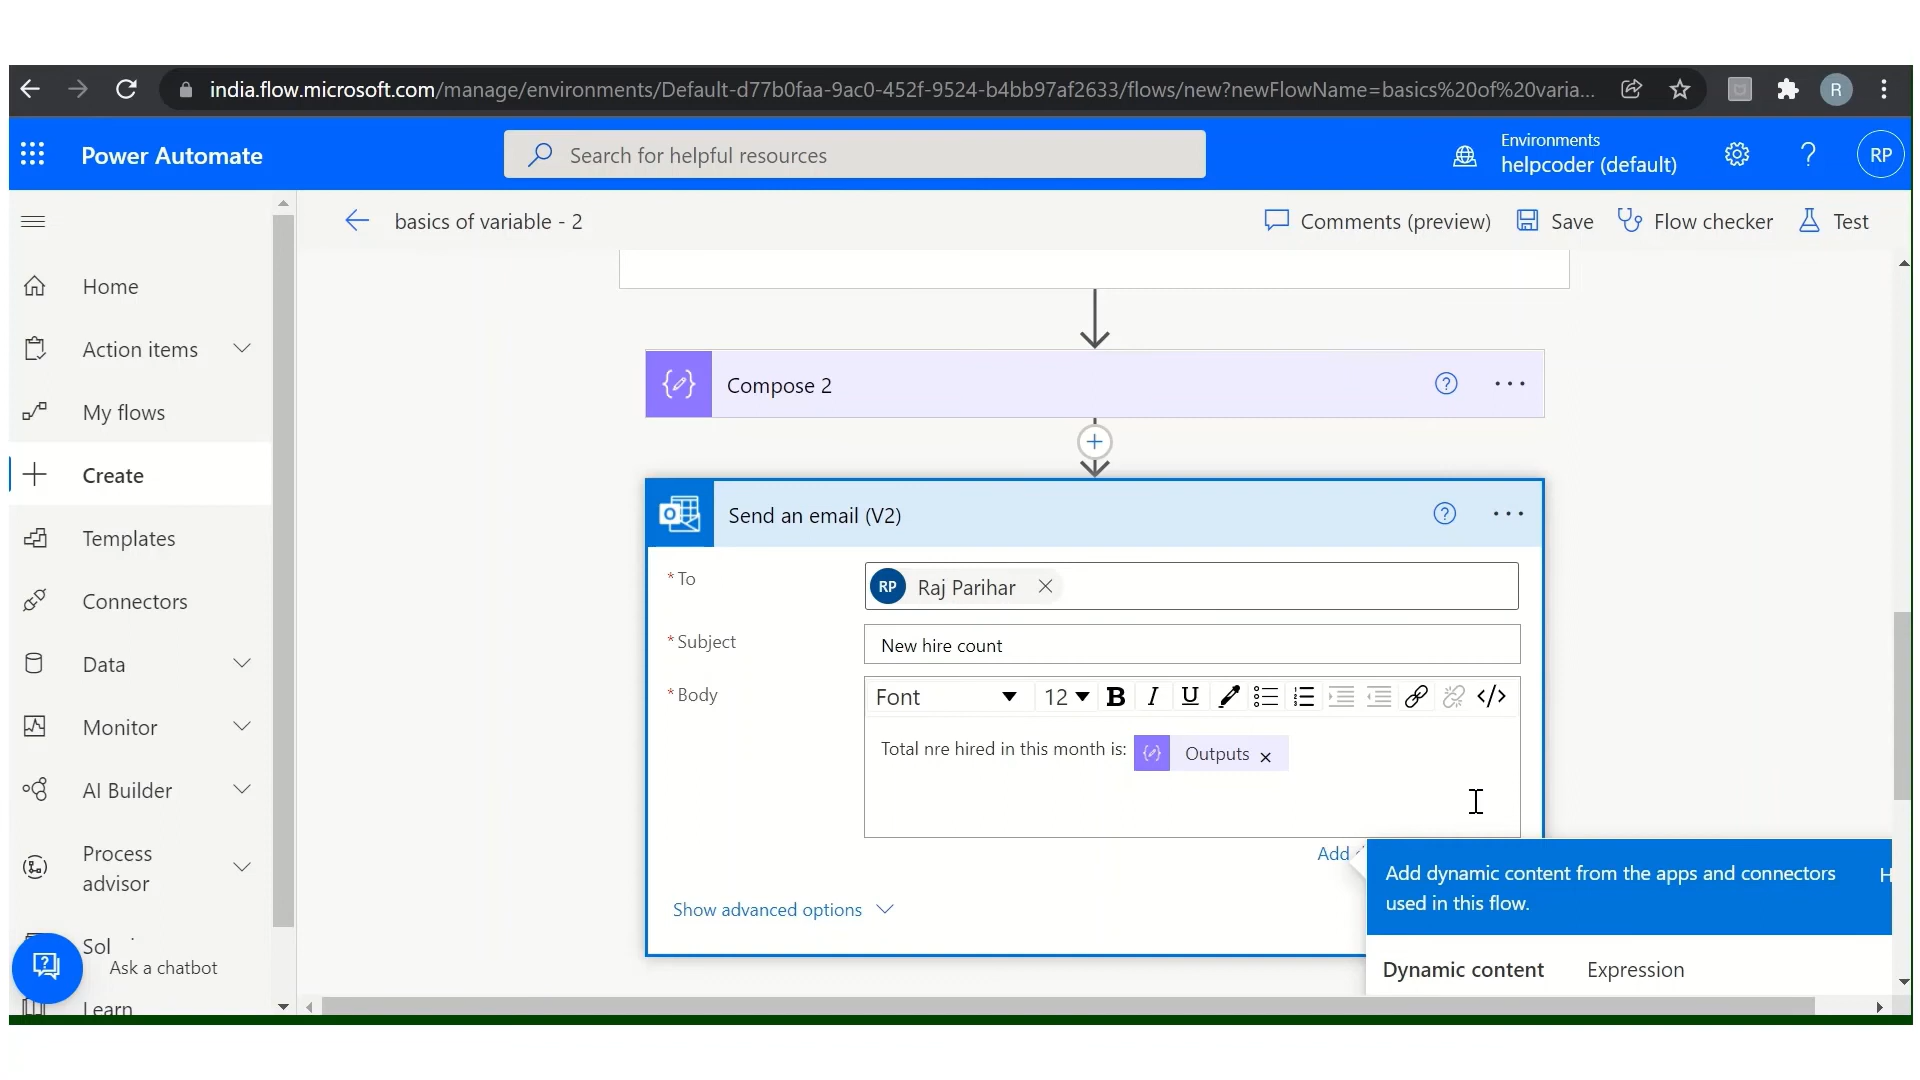 india.flow.microsoft.com/manage/environments/Default-d77b0faa-9ac0-452f-9524-b4bb97af2633/flows/new?newFlowName=basics%20of%20varia...
R
Power Automate
Search for helpful resources
Environments
helpcoder (default)
?
RP
basics of variable - 2
Comments (preview)
Save
Flow checker
Test
Home
Action items
My flows
Create
Templates
Connectors
Data
Monitor
AI Builder
Process
advisor
Sol
Ask a chatbot
Learn
Compose 2
?
...
Send an email (V2)
?
...
* To
RP Raj Parihar
* Subject
New hire count
* Body
Font 12 B I U </>
Total nre hired in this month is: Outputs
Add
Show advanced options
Add dynamic content from the apps and connectors
used in this flow.
H
Dynamic content
Expression